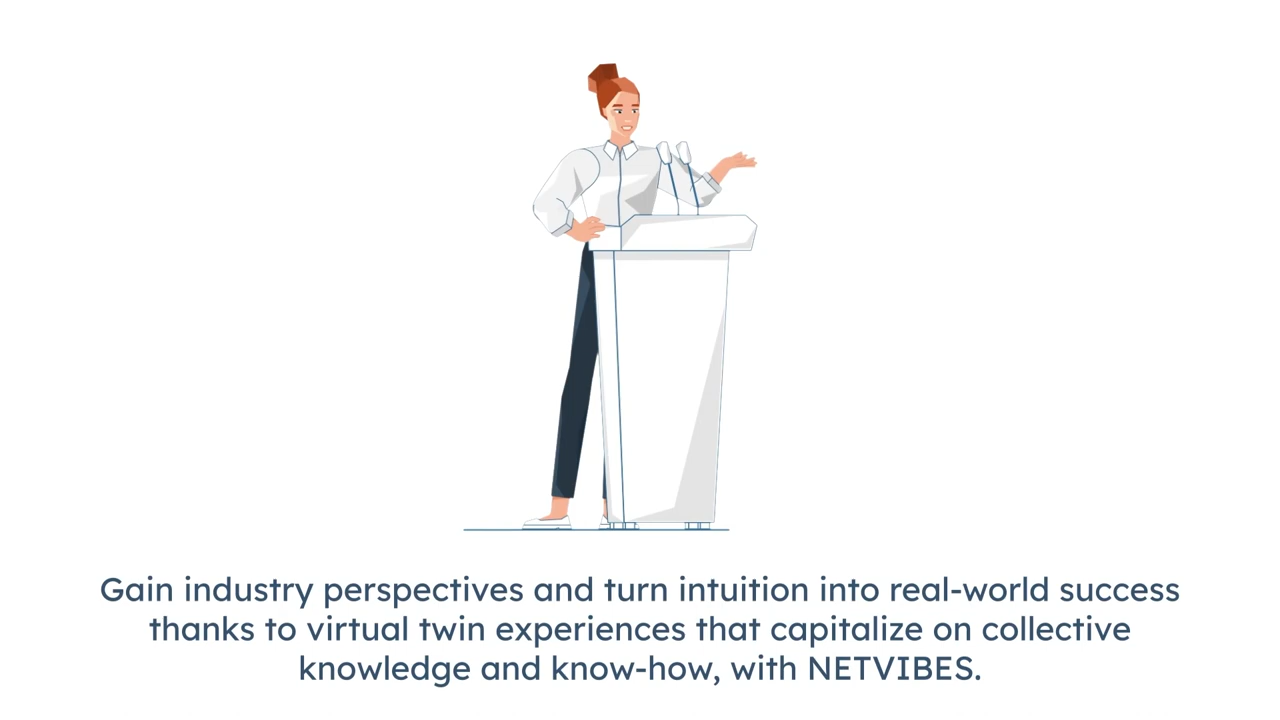 Gain industry perspectives and turn intuition into real-world success
thanks to virtual twin experiences that capitalize on collective
knowledge and know-how, with NETVIBES.